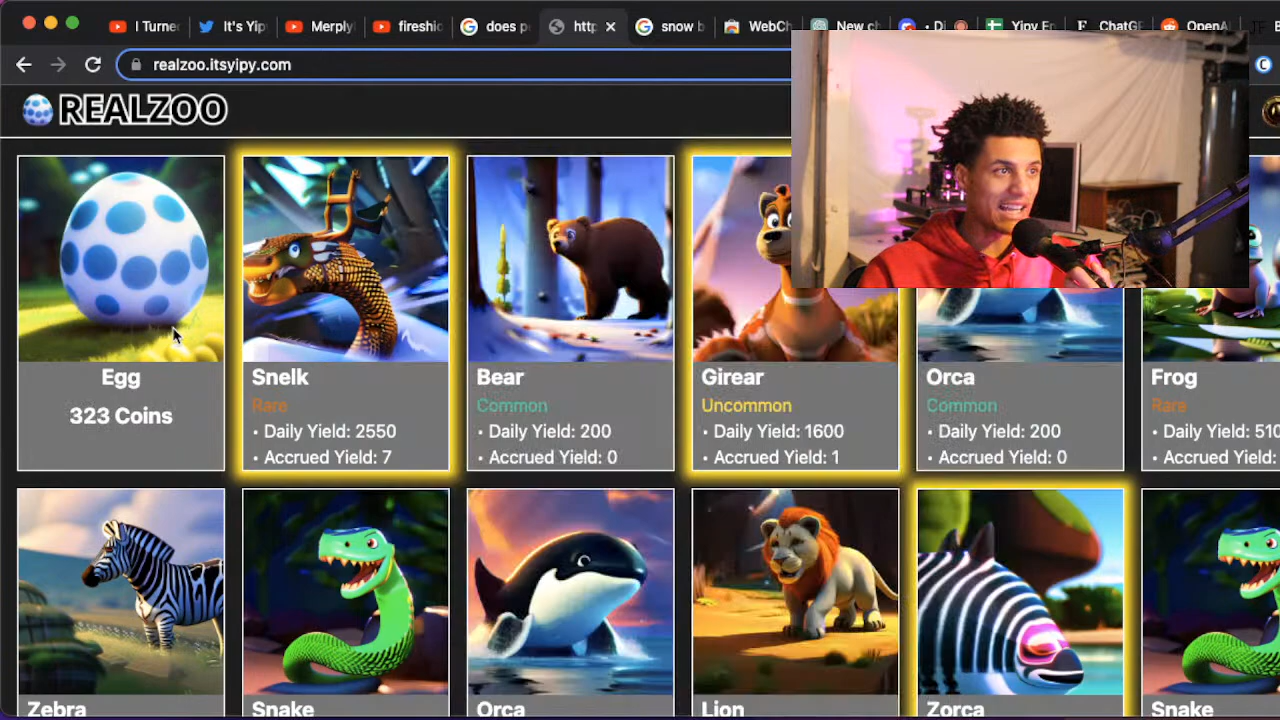 I Turne
It's Yip
Merply
fireshic
does p
http
snow b
WebCh
New ch
Yipy En
ChatGF
OpenA
realzoo.itsyipy.com
REALZOO
Egg
323 Coins
Snelk
Rare
• Daily Yield: 2550
• Accrued Yield: 7
Bear
Common
• Daily Yield: 200
• Accrued Yield: 0
Girear
Uncommon
• Daily Yield: 1600
• Accrued Yield: 1
Orca
Common
• Daily Yield: 200
• Accrued Yield: 0
Frog
Rare
• Daily Yield: 510
• Accrued Yield:
Zebra
Snake
Orca
Lion
Zorca
Snake